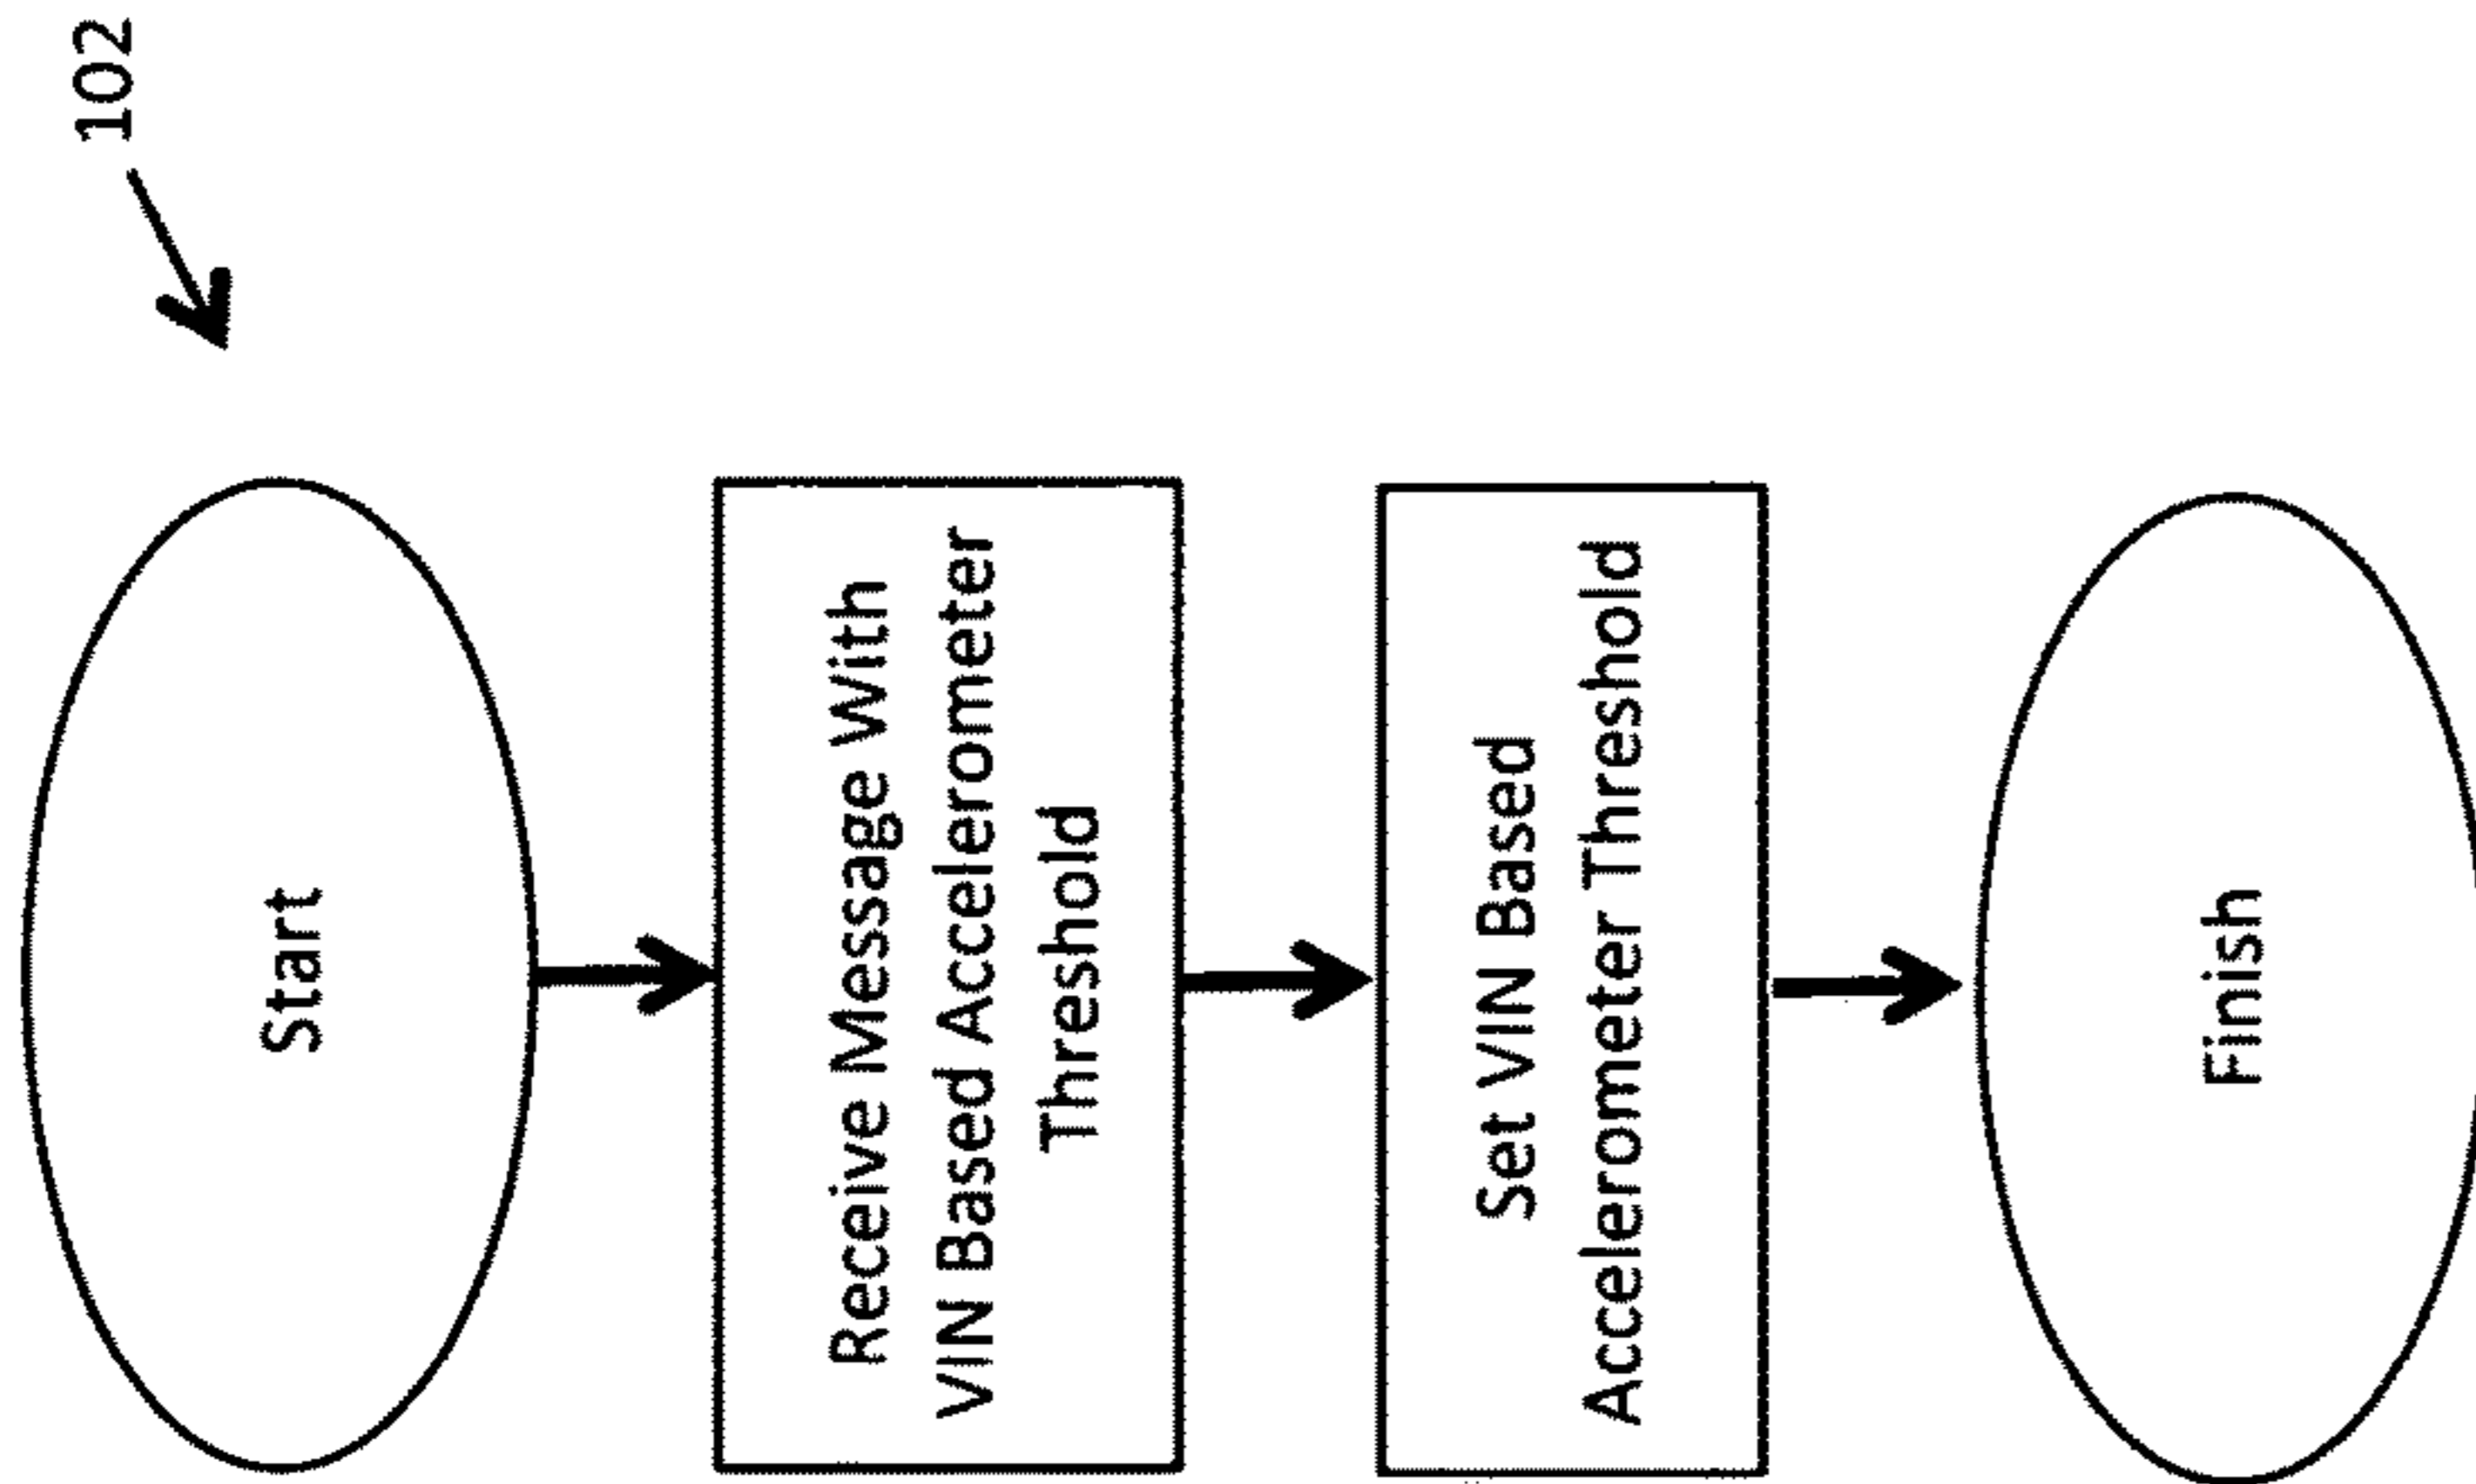 102
Start
Receive Message With
VIN Based Accelerometer
Threshold
Set VIN Based
Accelerometer Threshold
Finish